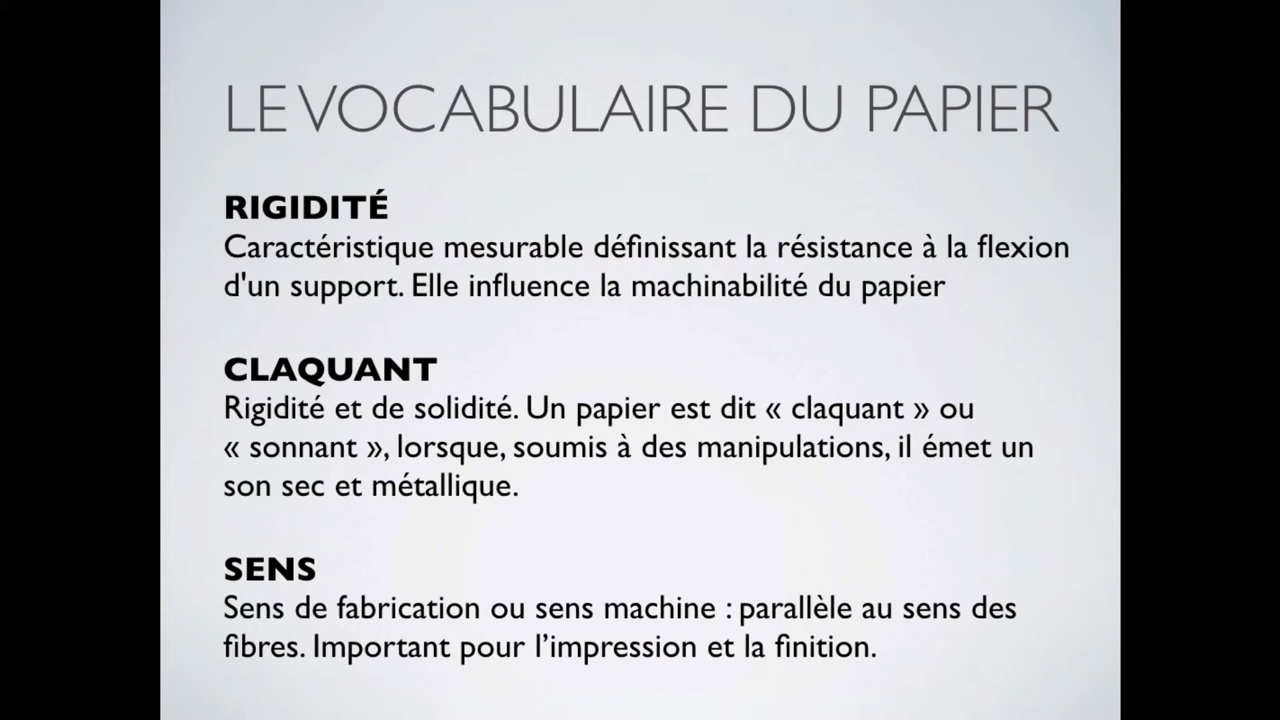 LE VOCABULAIRE DU PAPIER
RIGIDITÉ
Caractéristique mesurable définissant la résistance à la flexion
d'un support. Elle influence la machinabilité du papier
CLAQUANT
Rigidité et de solidité. Un papier est dit « claquant » ou
« sonnant », lorsque, soumis à des manipulations, il émet un
son sec et métallique.
SENS
Sens de fabrication ou sens machine : parallèle au sens des
fibres. Important pour l’impression et la finition.